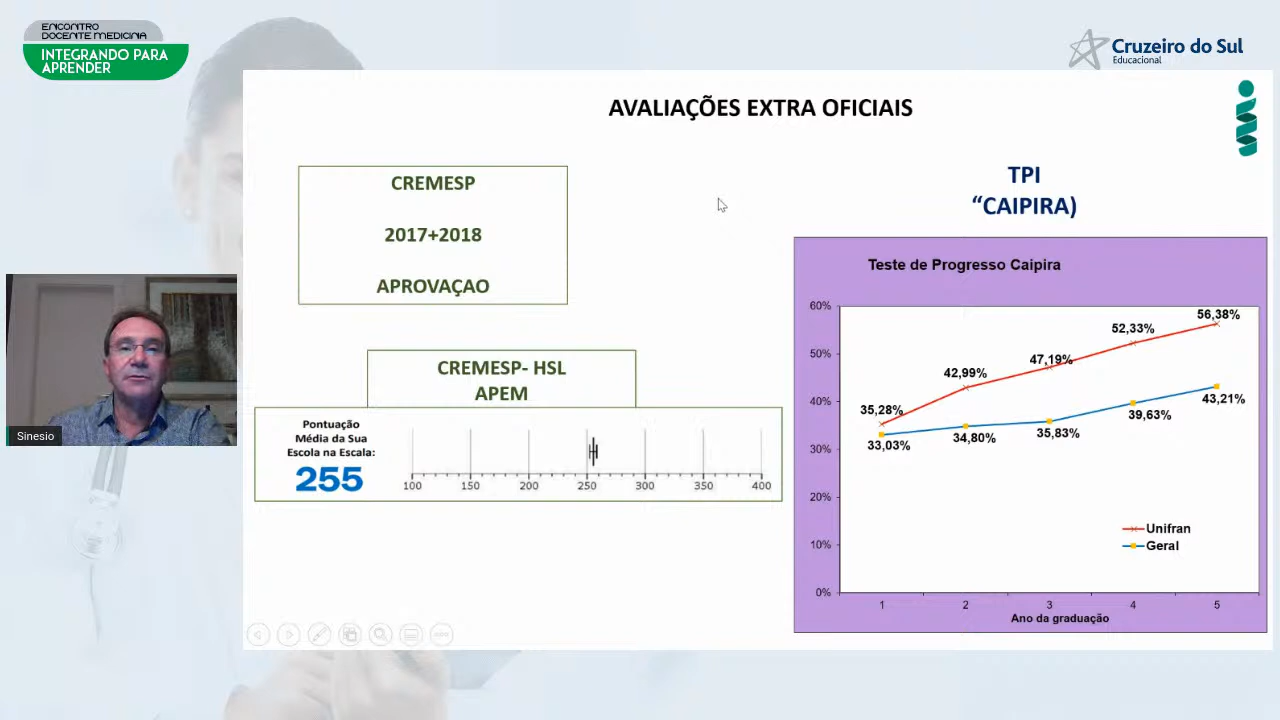 ENCONTRO
DOCENTE MEDICINA
INTEGRANDO PARA
APRENDER
Cruzeiro do Sul
Educacional
AVALIAÇÕES EXTRA OFICIAIS
CREMESP
2017+2018
APROVAÇAO
TPI
“CAIPIRA)
CREMESP- HSL
APEM
Pontuação
Média da Sua
Escola na Escala:
255
100 150 200 250 300 350 400
Sinesio
Teste de Progresso Caipira
60%
50%
40%
30%
20%
10%
0%
35,28% 42,99% 47,19% 52,33% 56,38%
33,03% 34,80% 35,83% 39,63% 43,21%
Unifran
Geral
1 2 3 4 5
Ano da graduação